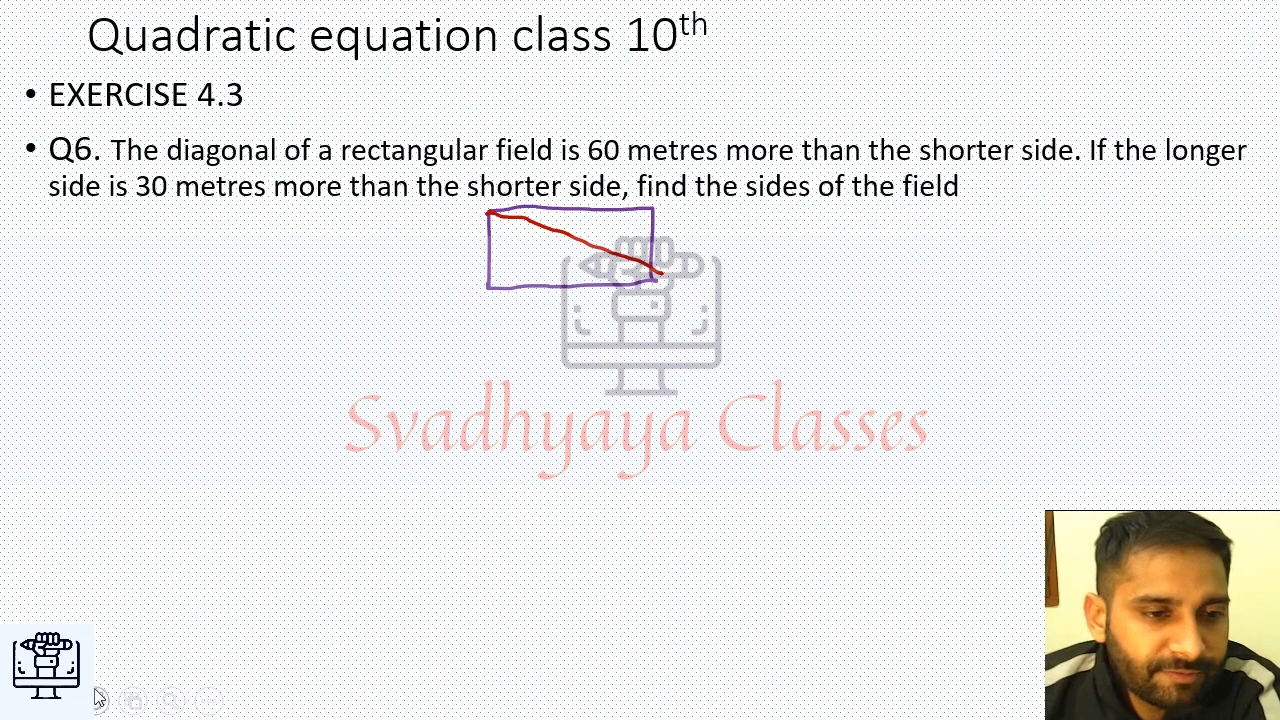 Quadratic equation class 10th
• EXERCISE 4.3
• Q6. The diagonal of a rectangular field is 60 metres more than the shorter side. If the longer
side is 30 metres more than the shorter side, find the sides of the field
Svadhyaya Classes